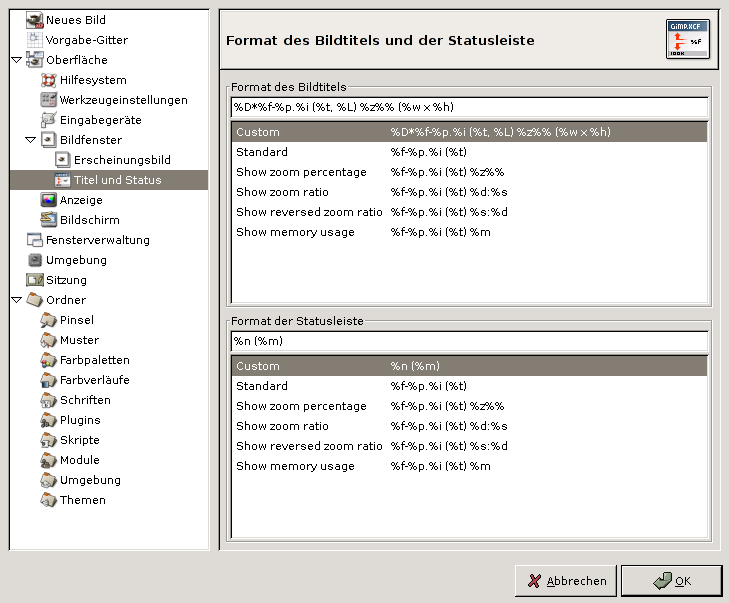 Neues Bild
Vorgabe-Gitter
Oberfläche
Hilfesystem
Werkzeugeinstellungen
Eingabegeräte
Bildfenster
Erscheinungsbild
Titel und Status
Anzeige
Bildschirm
Fensterverwaltung
Umgebung
Sitzung
Ordner
Pinsel
Muster
Farbpaletten
Farbverläufe
Schriften
Plugins
Skripte
Module
Umgebung
Themen
Format des Bildtitels und der Statusleiste
GIMP.XCF
%F
100%
Format des Bildtitels
%D*%f-%p.%i (%t, %L) %z%% (%w × %h)
Custom %D*%f-%p.%i (%t, %L) %z%% (%w × %h)
Standard %f-%p.%i (%t)
Show zoom percentage %f-%p.%i (%t) %z%%
Show zoom ratio %f-%p.%i (%t) %d:%s
Show reversed zoom ratio %f-%p.%i (%t) %s:%d
Show memory usage %f-%p.%i (%t) %m
Format der Statusleiste
%n (%m)
Custom %n (%m)
Standard %f-%p.%i (%t)
Show zoom percentage %f-%p.%i (%t) %z%%
Show zoom ratio %f-%p.%i (%t) %d:%s
Show reversed zoom ratio %f-%p.%i (%t) %s:%d
Show memory usage %f-%p.%i (%t) %m
Abbrechen
OK